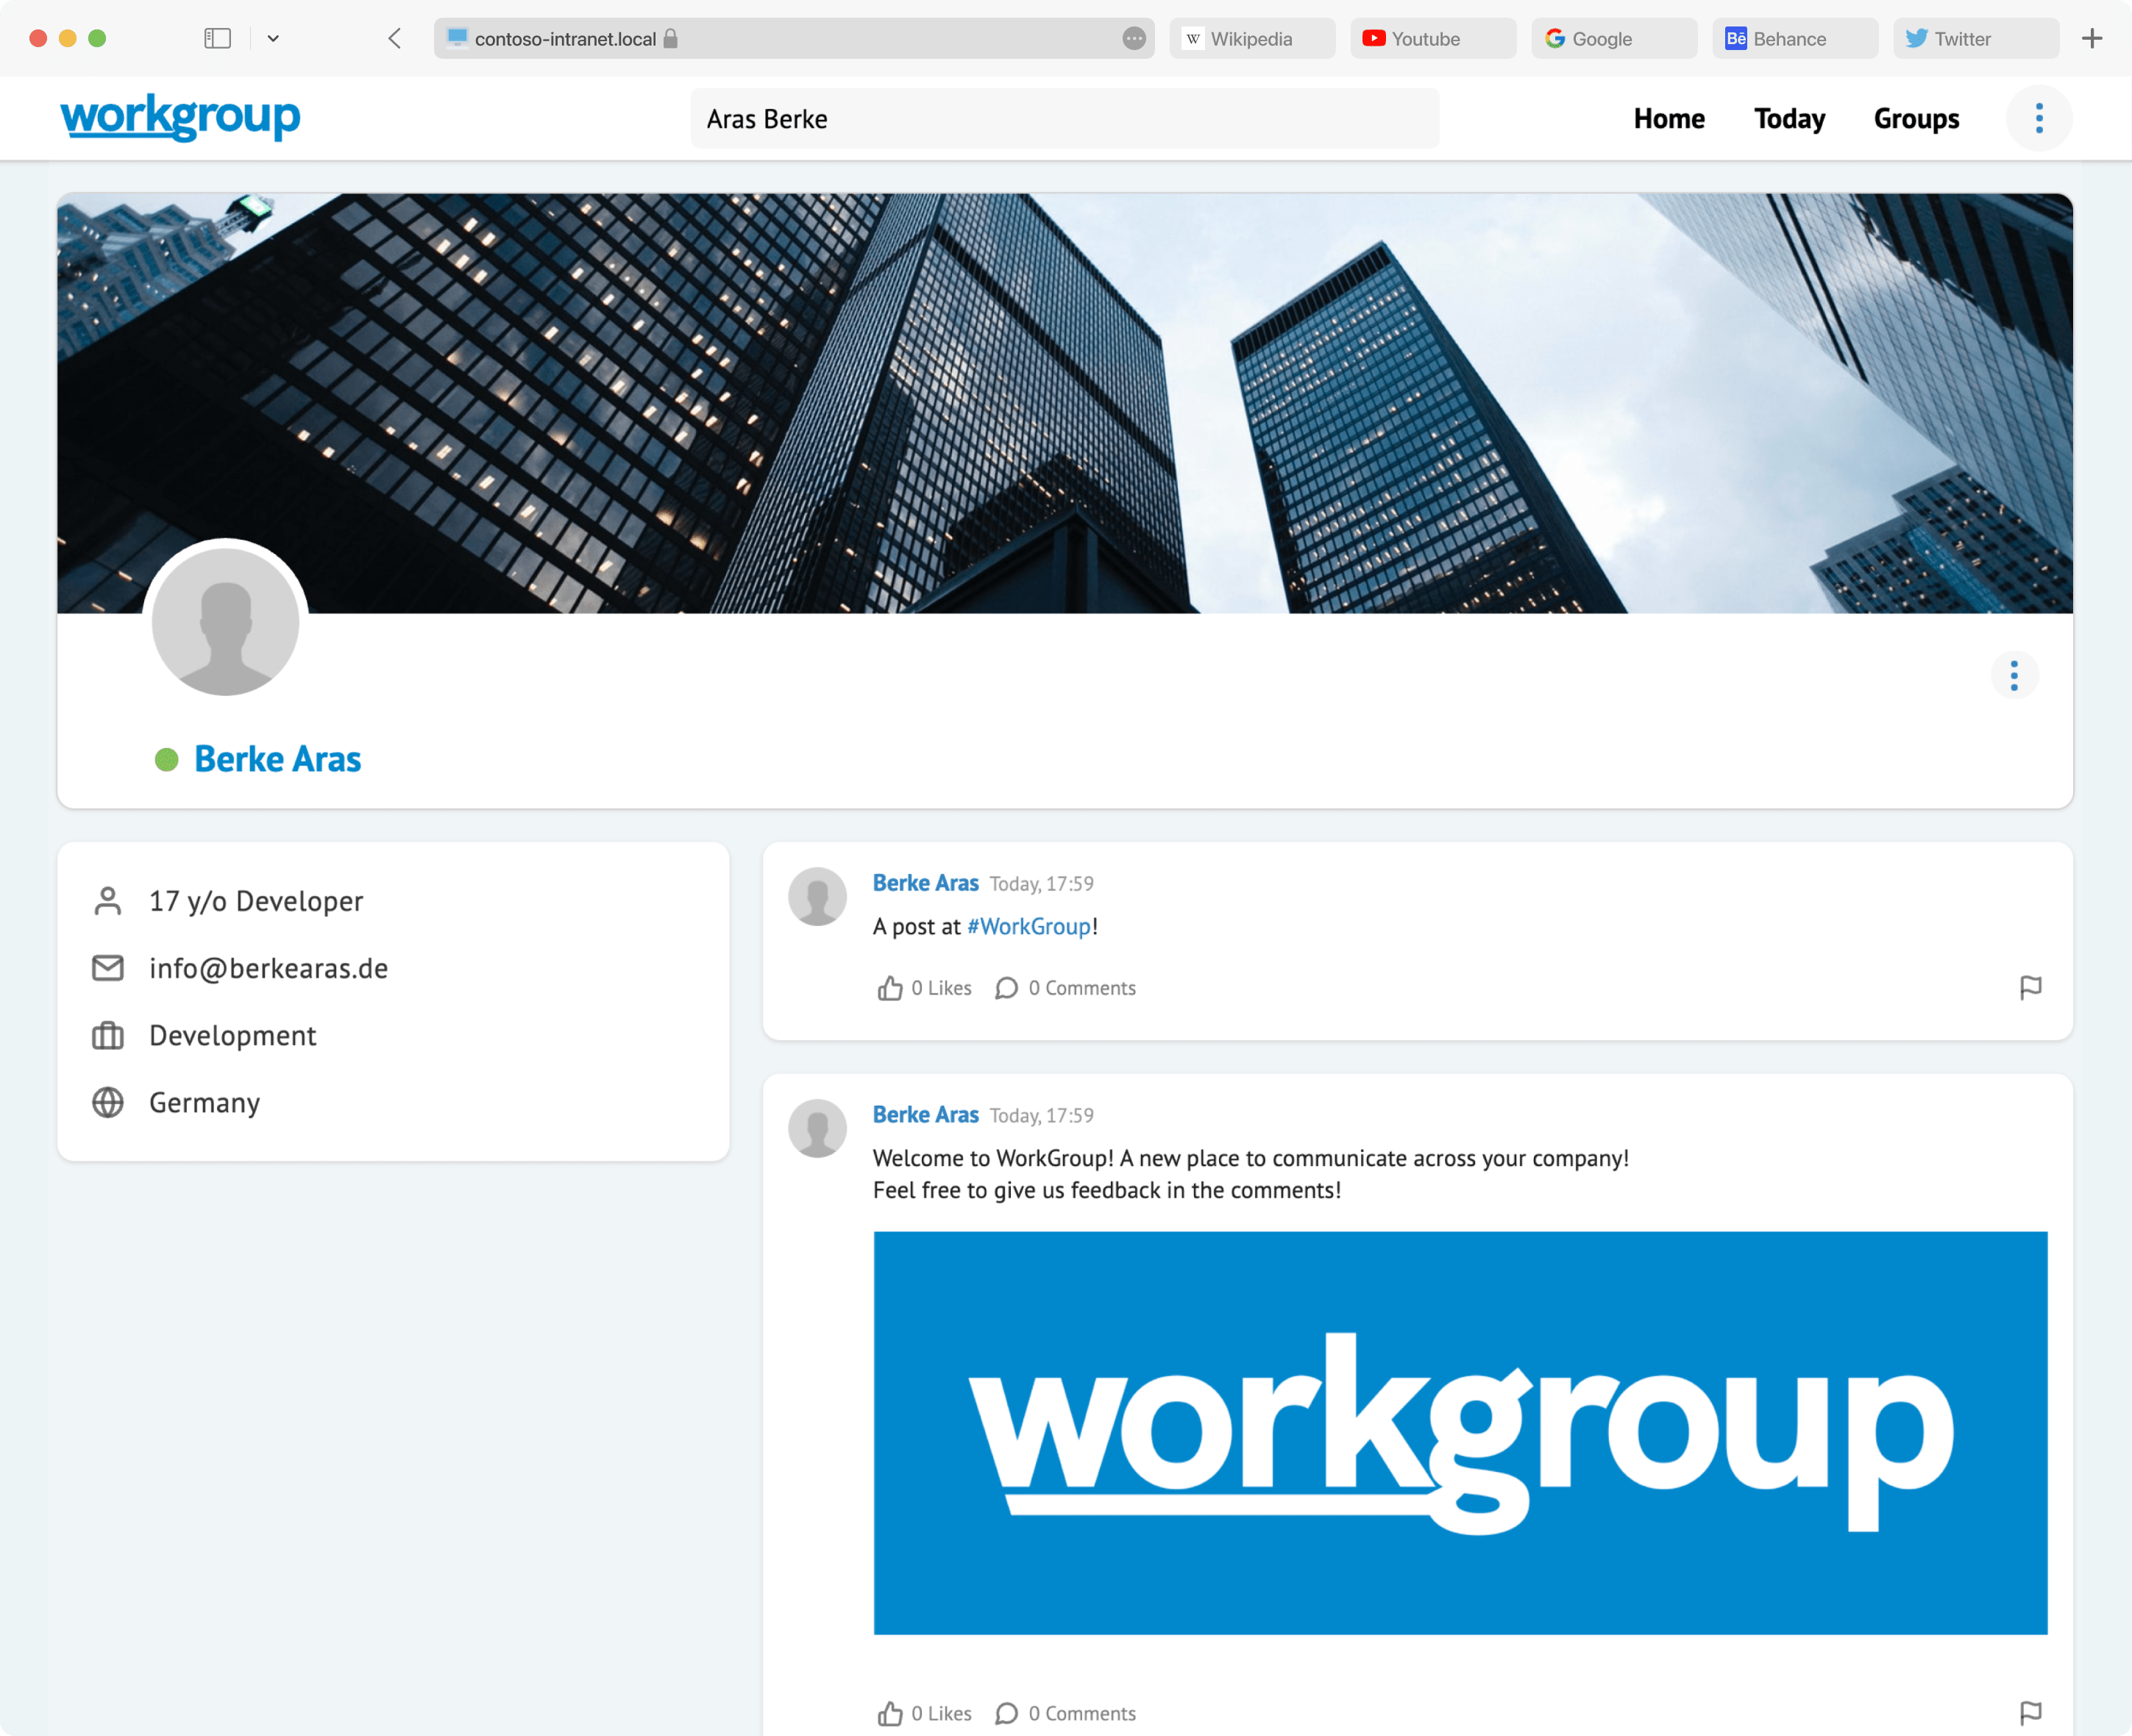 contoso-intranet.local
W Wikipedia
Youtube
Google
Bē Behance
Twitter
workgroup
Aras Berke
Home
Today
Groups
Berke Aras
17 y/o Developer
info@berkearas.de
Development
Germany
Berke Aras Today, 17:59
A post at #WorkGroup!
0 Likes 0 Comments
Berke Aras Today, 17:59
Welcome to WorkGroup! A new place to communicate across your company!
Feel free to give us feedback in the comments!
workgroup
0 Likes 0 Comments